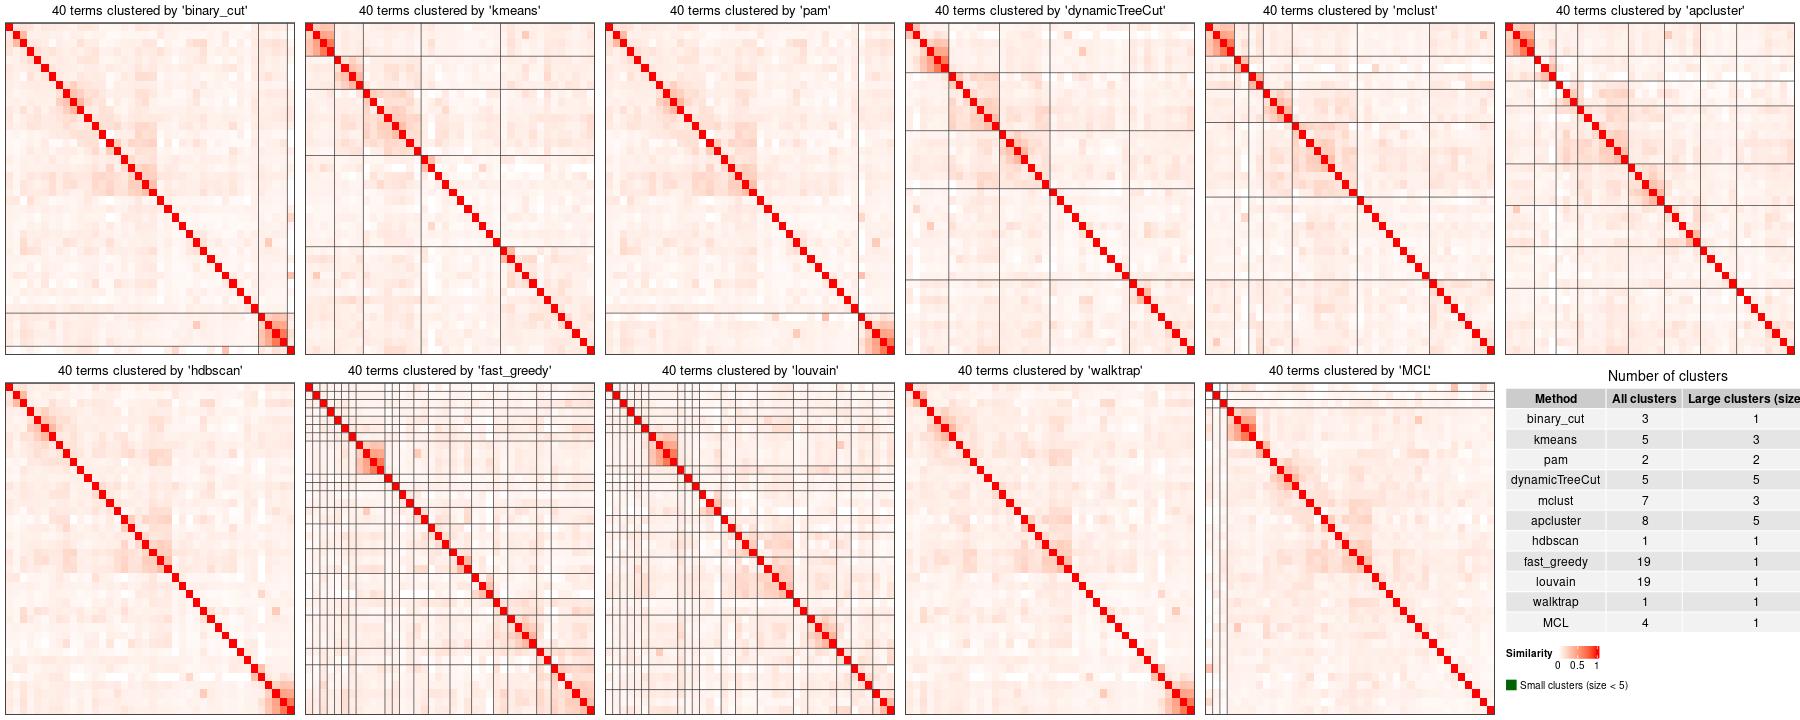 40 terms clustered by 'binary_cut'
40 terms clustered by 'kmeans'
40 terms clustered by 'pam'
40 terms clustered by 'dynamicTreeCut'
40 terms clustered by 'mclust'
40 terms clustered by 'apcluster'
40 terms clustered by 'hdbscan'
40 terms clustered by 'fast_greedy'
40 terms clustered by 'louvain'
40 terms clustered by 'walktrap'
40 terms clustered by 'MCL'
Number of clusters
Method All clusters Large clusters (size
binary_cut 3 1
kmeans 5 3
pam 2 2
dynamicTreeCut 5 5
mclust 7 3
apcluster 8 5
hdbscan 1 1
fast_greedy 19 1
louvain 19 1
walktrap 1 1
MCL 4 1
Similarity
0 0.5 1
Small clusters (size < 5)